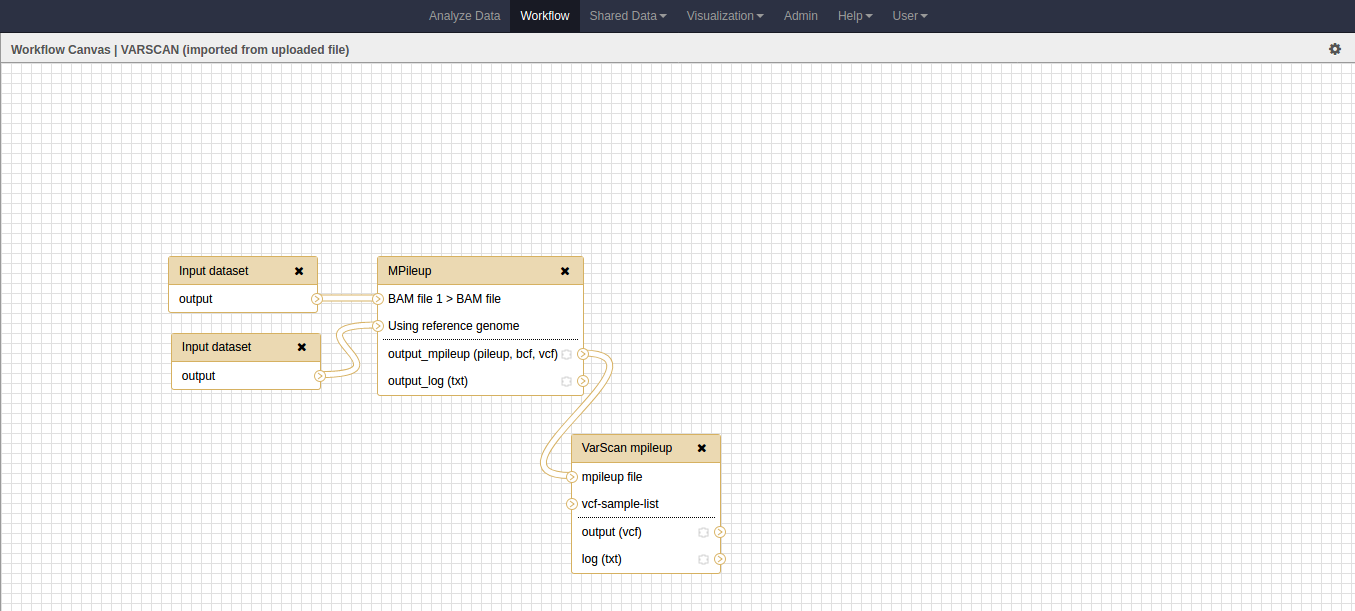 Analyze Data Workflow Shared Data Visualization Admin Help User
Workflow Canvas | VARSCAN (imported from uploaded file)
Input dataset
output
Input dataset
output
MPileup
BAM file 1 > BAM file
Using reference genome
output_mpileup (pileup, bcf, vcf)
output_log (txt)
VarScan mpileup
mpileup file
vcf-sample-list
output (vcf)
log (txt)